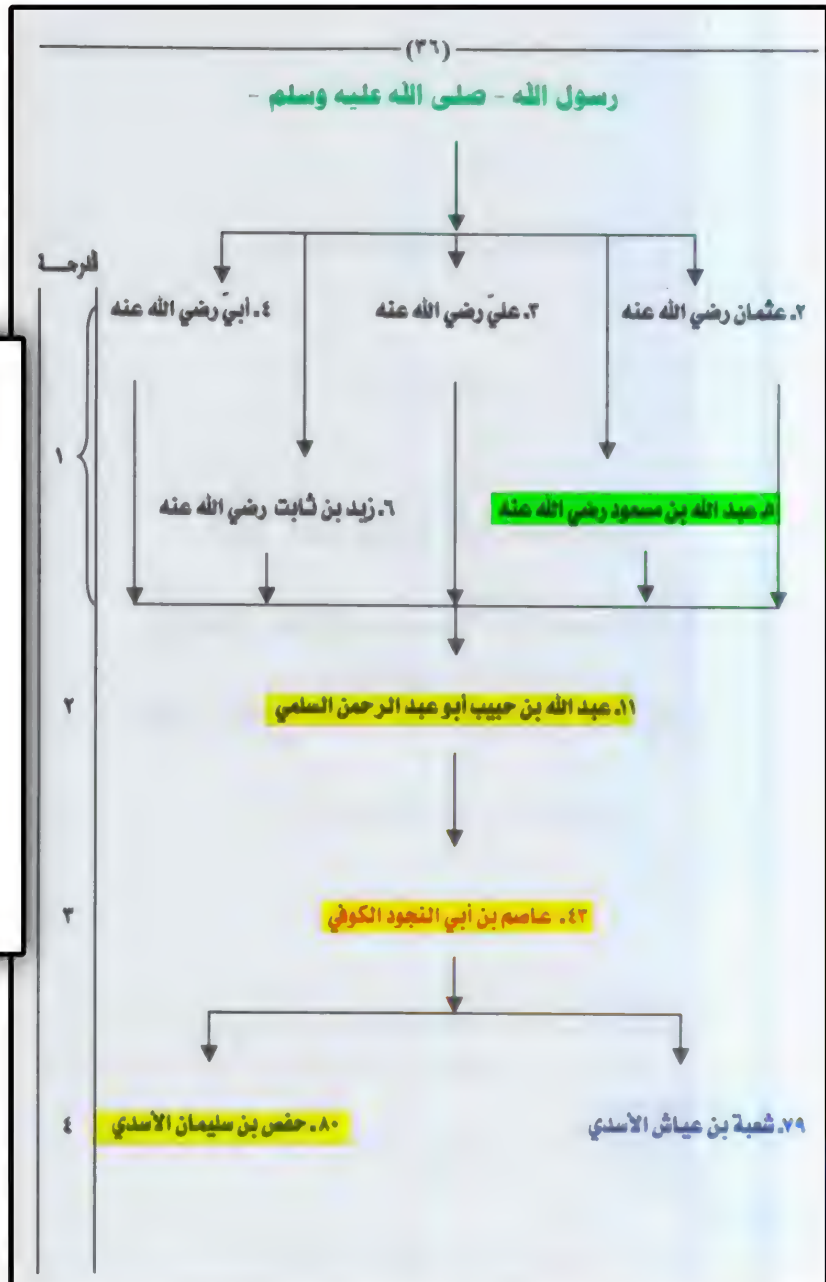 (٣٦)
رسول الله - صلى الله عليه وسلم -
الدرجــة
٢. عثمان رضي الله عنه
٣. عليّ رضي الله عنه
٤. أبيّ رضي الله عنه
١
٥. عبد الله بن مسعود رضي الله عنه
٦. زيد بن ثابت رضي الله عنه
٢
١١. عبد الله بن حبيب أبو عبد الرحمن السلمي
٣
٤٣. عاصم بن أبي النجود الكوفي
٤
٧٩. شعبة بن عياش الأسدي
٨٠. حفص بن سليمان الأسدي